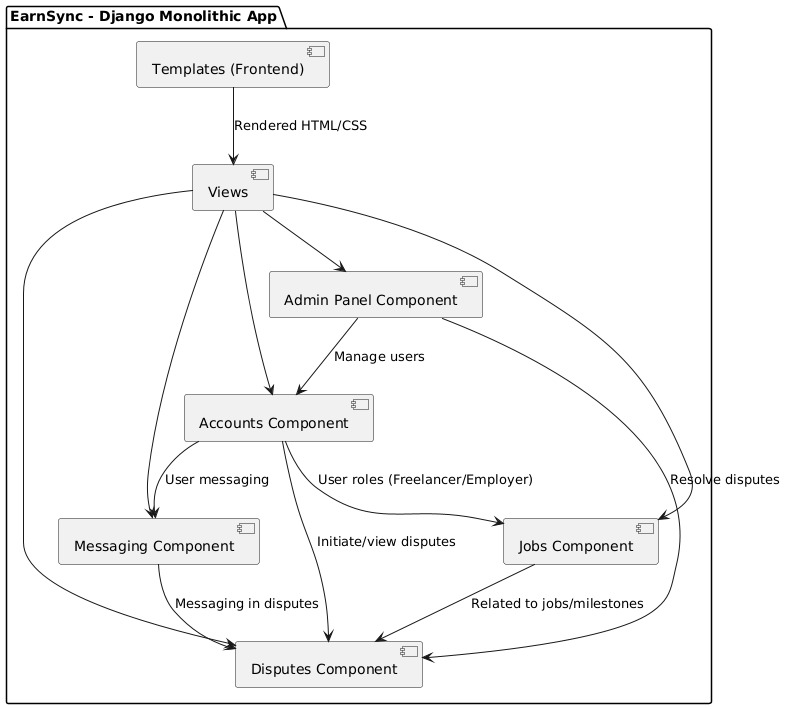 EarnSync - Django Monolithic App
Templates (Frontend)
Rendered HTML/CSS
Views
Admin Panel Component
Manage users
Accounts Component
User messaging
User roles (Freelancer/Employer)
Resolve disputes
Messaging Component
Initiate/view disputes
Jobs Component
Messaging in disputes
Related to jobs/milestones
Disputes Component